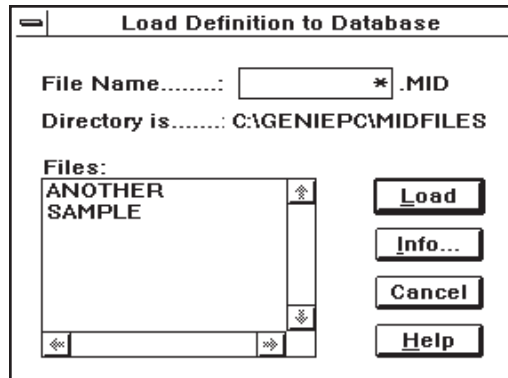 Load Definition to Database
File Name.......: * .MID
Directory is.......: C:\GENIEPC\MIDFILES
Files:
ANOTHER
SAMPLE
Load
Info...
Cancel
Help